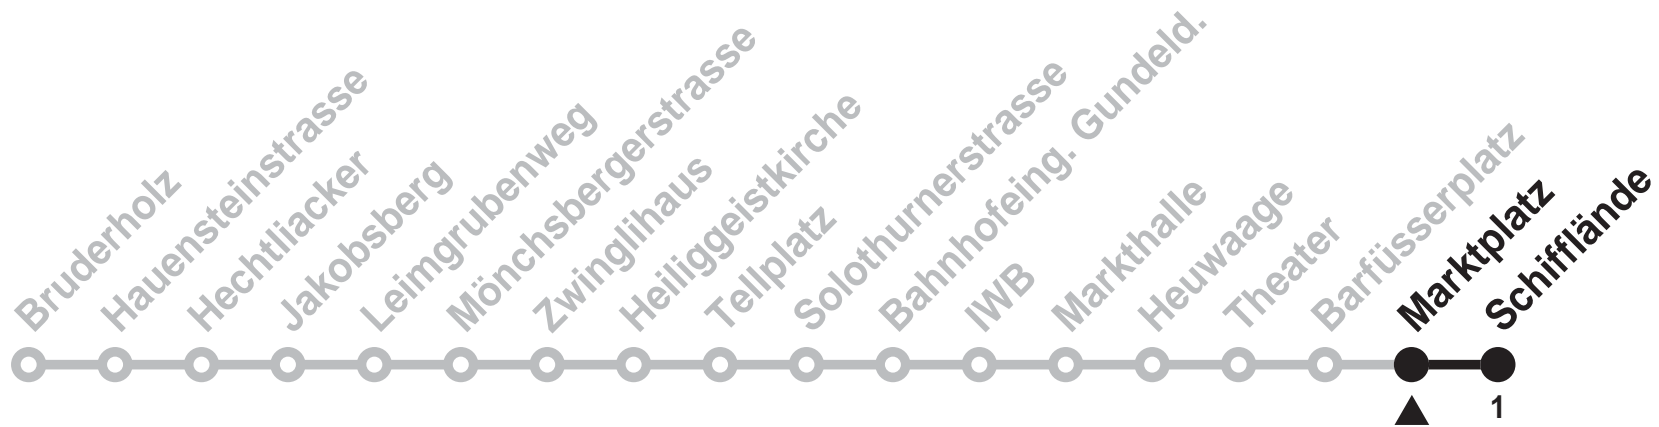 Bruderholz
Hauensteinstrasse
Hechtliacker
Jakobsberg
Leimgrubenweg
Mönchsbergerstrasse
Zwinglihaus
Heiliggeistkirche
Tellplatz
Solothurnerstrasse
Bahnhofeing. Gundeld.
IWB
Markthalle
Heuwaage
Theater
Barfüsserplatz
Marktplatz
Schifflände
1